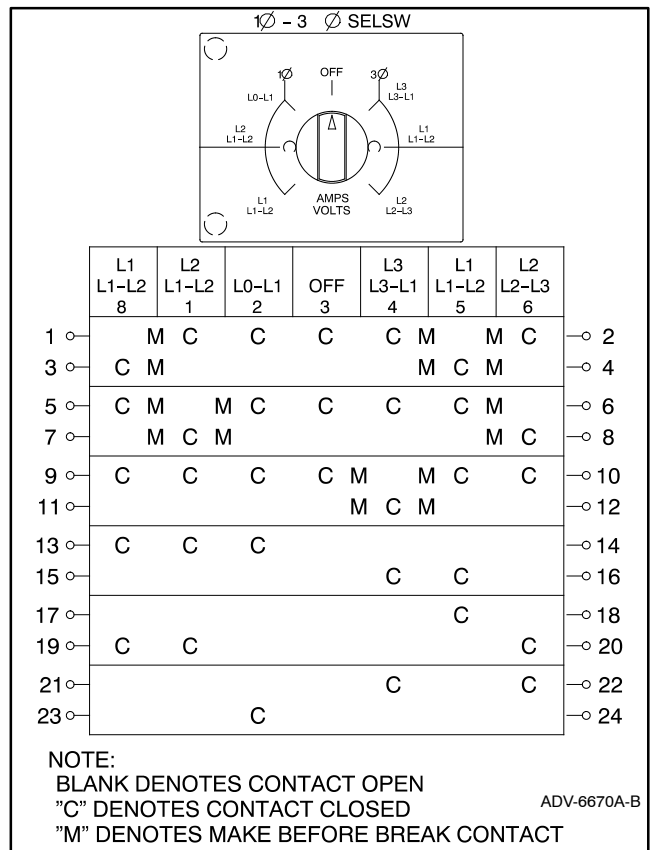 1Ø – 3 Ø SELSW
1Ø OFF 3Ø
L0–L1
L3
L3–L1
L2
L1–L2
L1
L1–L2
L1
L1–L2
AMPS
VOLTS
L2
L2–L3
L1 L2 L3 L1 L2
L1–L2 L1–L2 L0–L1 OFF L3–L1 L1–L2 L2–L3
8 1 2 3 4 5 6
1 M C C C C M M C 2
3 C M M C M 4
5 C M M C C C C M 6
7 M C M M C 8
9 C C C C M M C C 10
11 M C M 12
13 C C C 14
15 C C 16
17 C 18
19 C C C 20
21 C C 22
23 C 24
NOTE:
BLANK DENOTES CONTACT OPEN
"C" DENOTES CONTACT CLOSED
"M" DENOTES MAKE BEFORE BREAK CONTACT
ADV-6670A-B